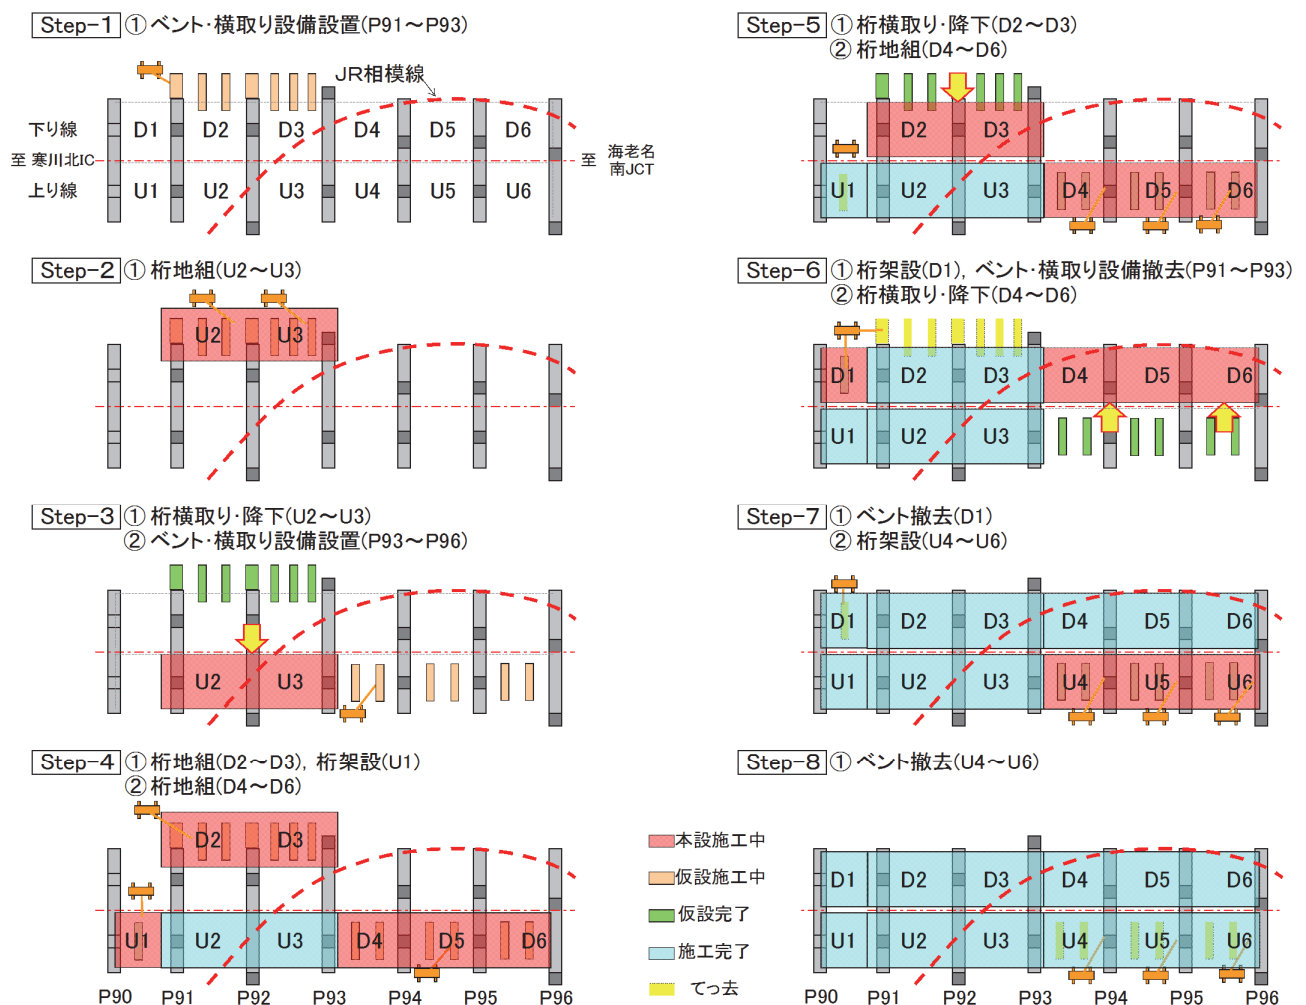 Step-1 ① ベント・横取り設備設置(P91～P93)
JR相模線
下り線 D1 D2 D3 D4 D5 D6
至 寒川北IC 至 海老名南JCT
上り線 U1 U2 U3 U4 U5 U6
Step-2 ① 桁地組(U2～U3)
U2 U3
Step-3 ① 桁横取り・降下(U2～U3)
② ベント・横取り設備設置(P93～P96)
U2 U3
Step-4 ① 桁地組(D2～D3), 桁架設(U1)
② 桁地組(D4～D6)
D2 D3
U1 U2 U3 D4 D5 D6
P90 P91 P92 P93 P94 P95 P96
本設施工中
仮設施工中
仮設完了
施工完了
てっ去
Step-5 ① 桁横取り・降下(D2～D3)
② 桁地組(D4～D6)
D2 D3
U1 U2 U3 D4 D5 D6
Step-6 ① 桁架設(D1), ベント・横取り設備撤去(P91～P93)
② 桁横取り・降下(D4～D6)
D1 D2 D3 D4 D5 D6
U1 U2 U3
Step-7 ① ベント撤去(D1)
② 桁架設(U4～U6)
D1 D2 D3 D4 D5 D6
U1 U2 U3 U4 U5 U6
Step-8 ① ベント撤去(U4～U6)
D1 D2 D3 D4 D5 D6
U1 U2 U3 U4 U5 U6
P90 P91 P92 P93 P94 P95 P96